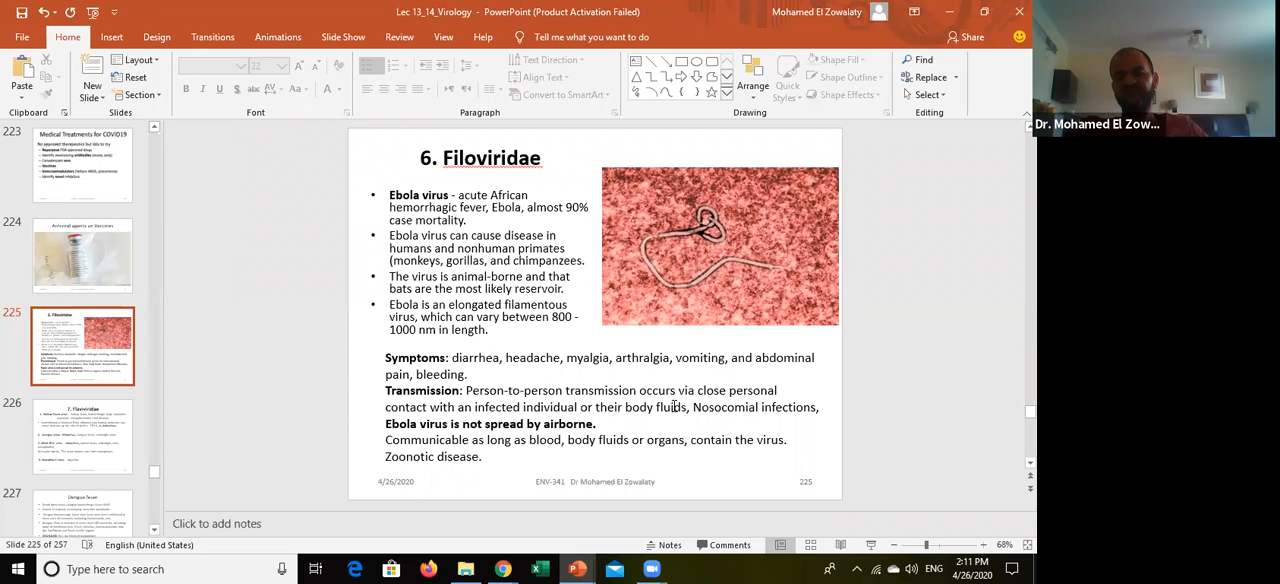 Lec 13_14_Virology - PowerPoint (Product Activation Failed)
Mohamed El Zowalaty
File Home Insert Design Transitions Animations Slide Show Review View Help Tell me what you want to do
Share
Paste
New
Slide
Layout
Reset
Section
22
Text Direction
Align Text
Convert to SmartArt
Arrange
Quick
Styles
Shape Fill
Shape Outline
Shape Effects
Find
Replace
Select
Clipboard Slides Font Paragraph Drawing Editing
Dr. Mohamed El Zow...
223
Medical Treatments for COVID19
224
Antiviral agents vs Vaccines
225
6. Filoviridae
226
7. Flaviviridae
227
Dengue fever
6. Filoviridae
• Ebola virus - acute African
hemorrhagic fever, Ebola, almost 90%
case mortality.
• Ebola virus can cause disease in
humans and nonhuman primates
(monkeys, gorillas, and chimpanzees.
• The virus is animal-borne and that
bats are the most likely reservoir.
• Ebola is an elongated filamentous
virus, which can vary between 800 -
1000 nm in length
pain, bleeding.
Transmission: Person-to-person transmission occurs via close personal
contact with an infected individual or their body fluids, Nosocomial infections,
Ebola virus is not spread by airborne.
Communicable as long as blood, body fluids or organs, contain the virus.
Zoonotic disease.
4/26/2020 ENV-341 Dr Mohamed El Zowalaty 225
Click to add notes
Slide 225 of 257 English (United States) Notes Comments 68%
Type here to search
ENG
2:11 PM
4/26/2020